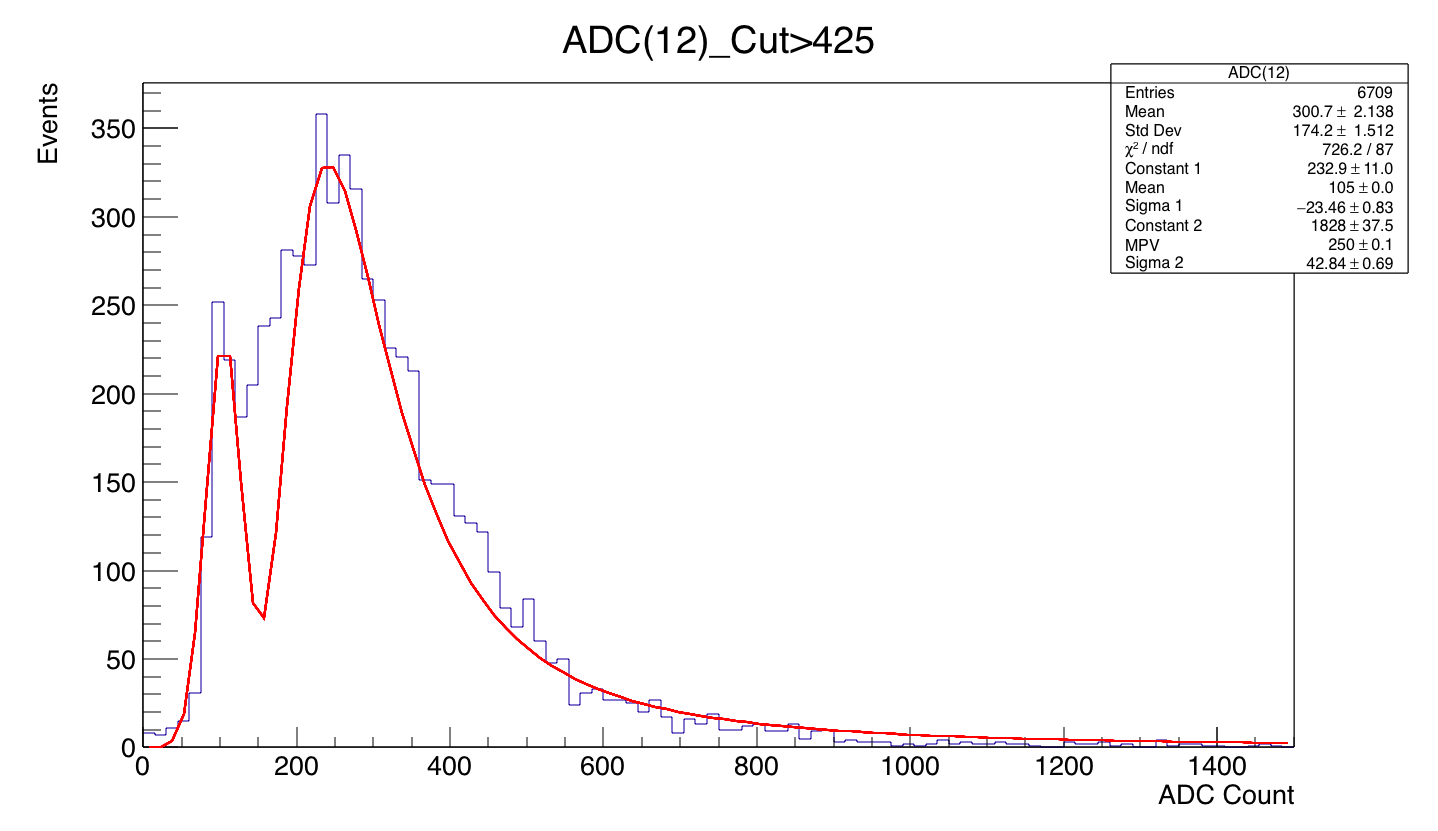 ADC(12)_Cut>425
Events
350
300
250
200
150
100
50
0
0 200 400 600 800 1000 1200 1400
ADC Count
ADC(12)
Entries 6709
Mean 300.7 ± 2.138
Std Dev 174.2 ± 1.512
χ² / ndf 726.2 / 87
Constant 1 232.9 ± 11.0
Mean 105 ± 0.0
Sigma 1 −23.46 ± 0.83
Constant 2 1828 ± 37.5
MPV 250 ± 0.1
Sigma 2 42.84 ± 0.69